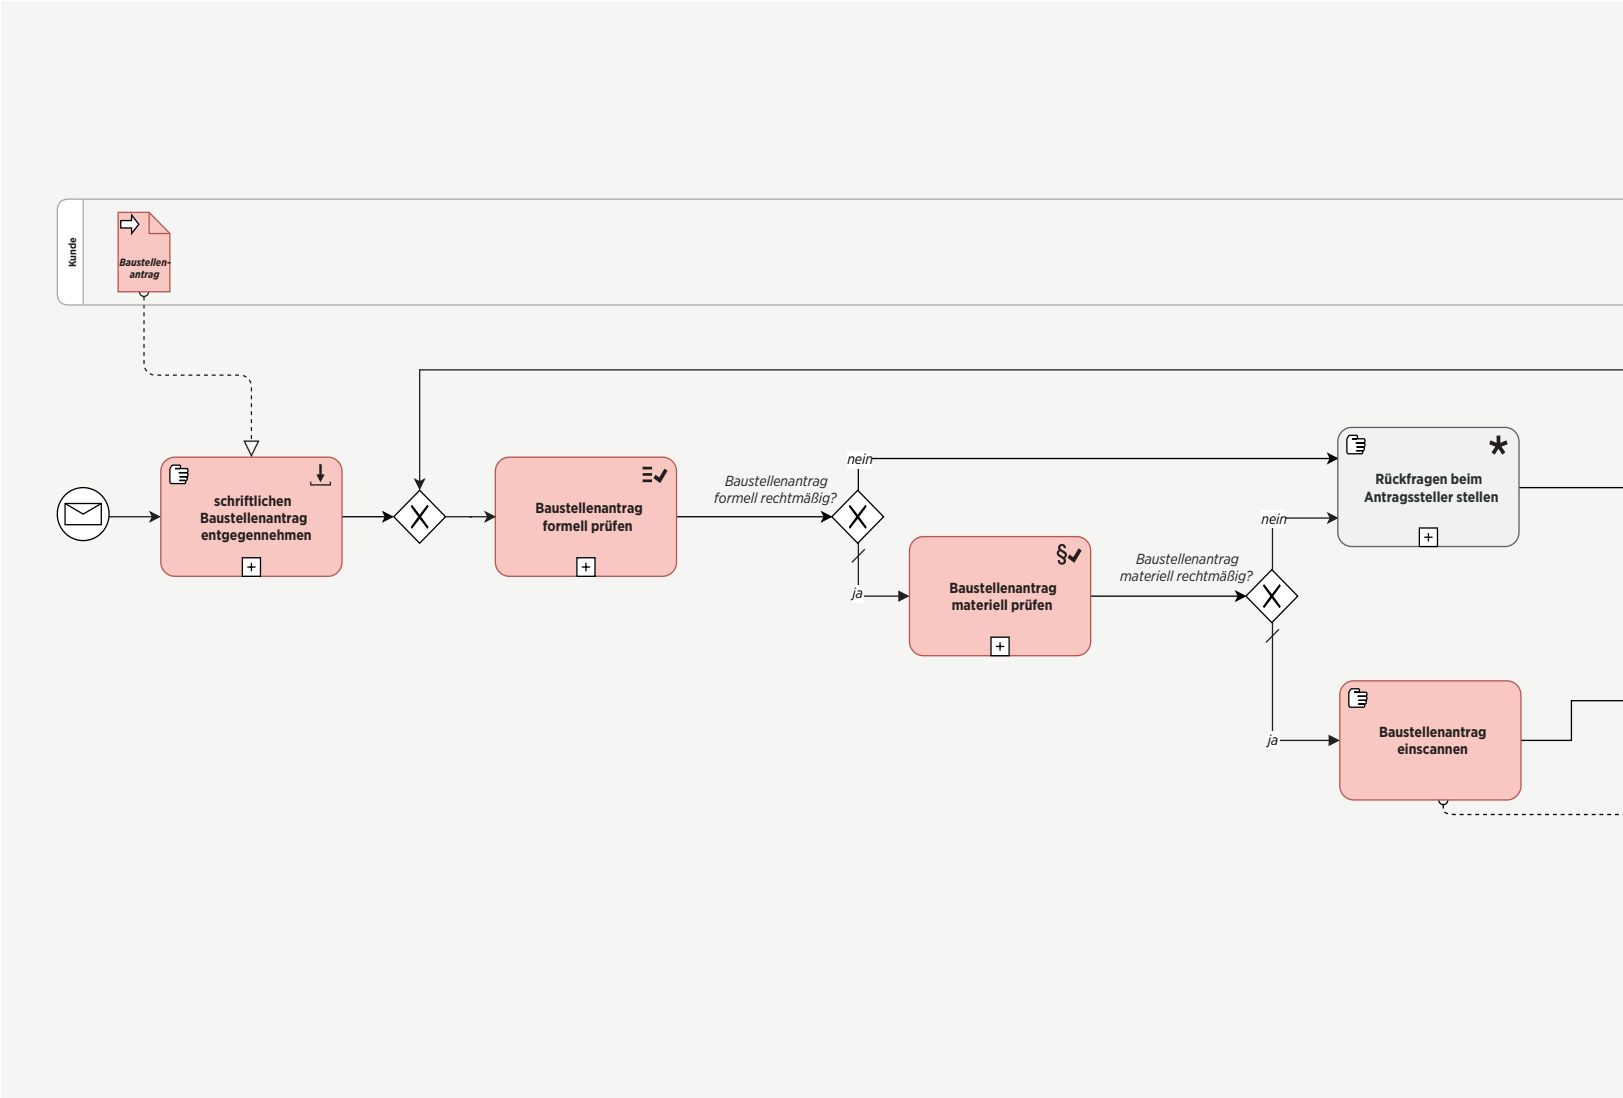 Kunde
Baustellen-
antrag
schriftlichen
Baustellenantrag
entgegennehmen
Baustellenantrag
formell prüfen
Baustellenantrag
formell rechtmäßig?
nein
ja
§
Baustellenantrag
materiell prüfen
Baustellenantrag
materiell rechtmäßig?
nein
ja
Rückfragen beim
Antragssteller stellen
Baustellenantrag
einscannen